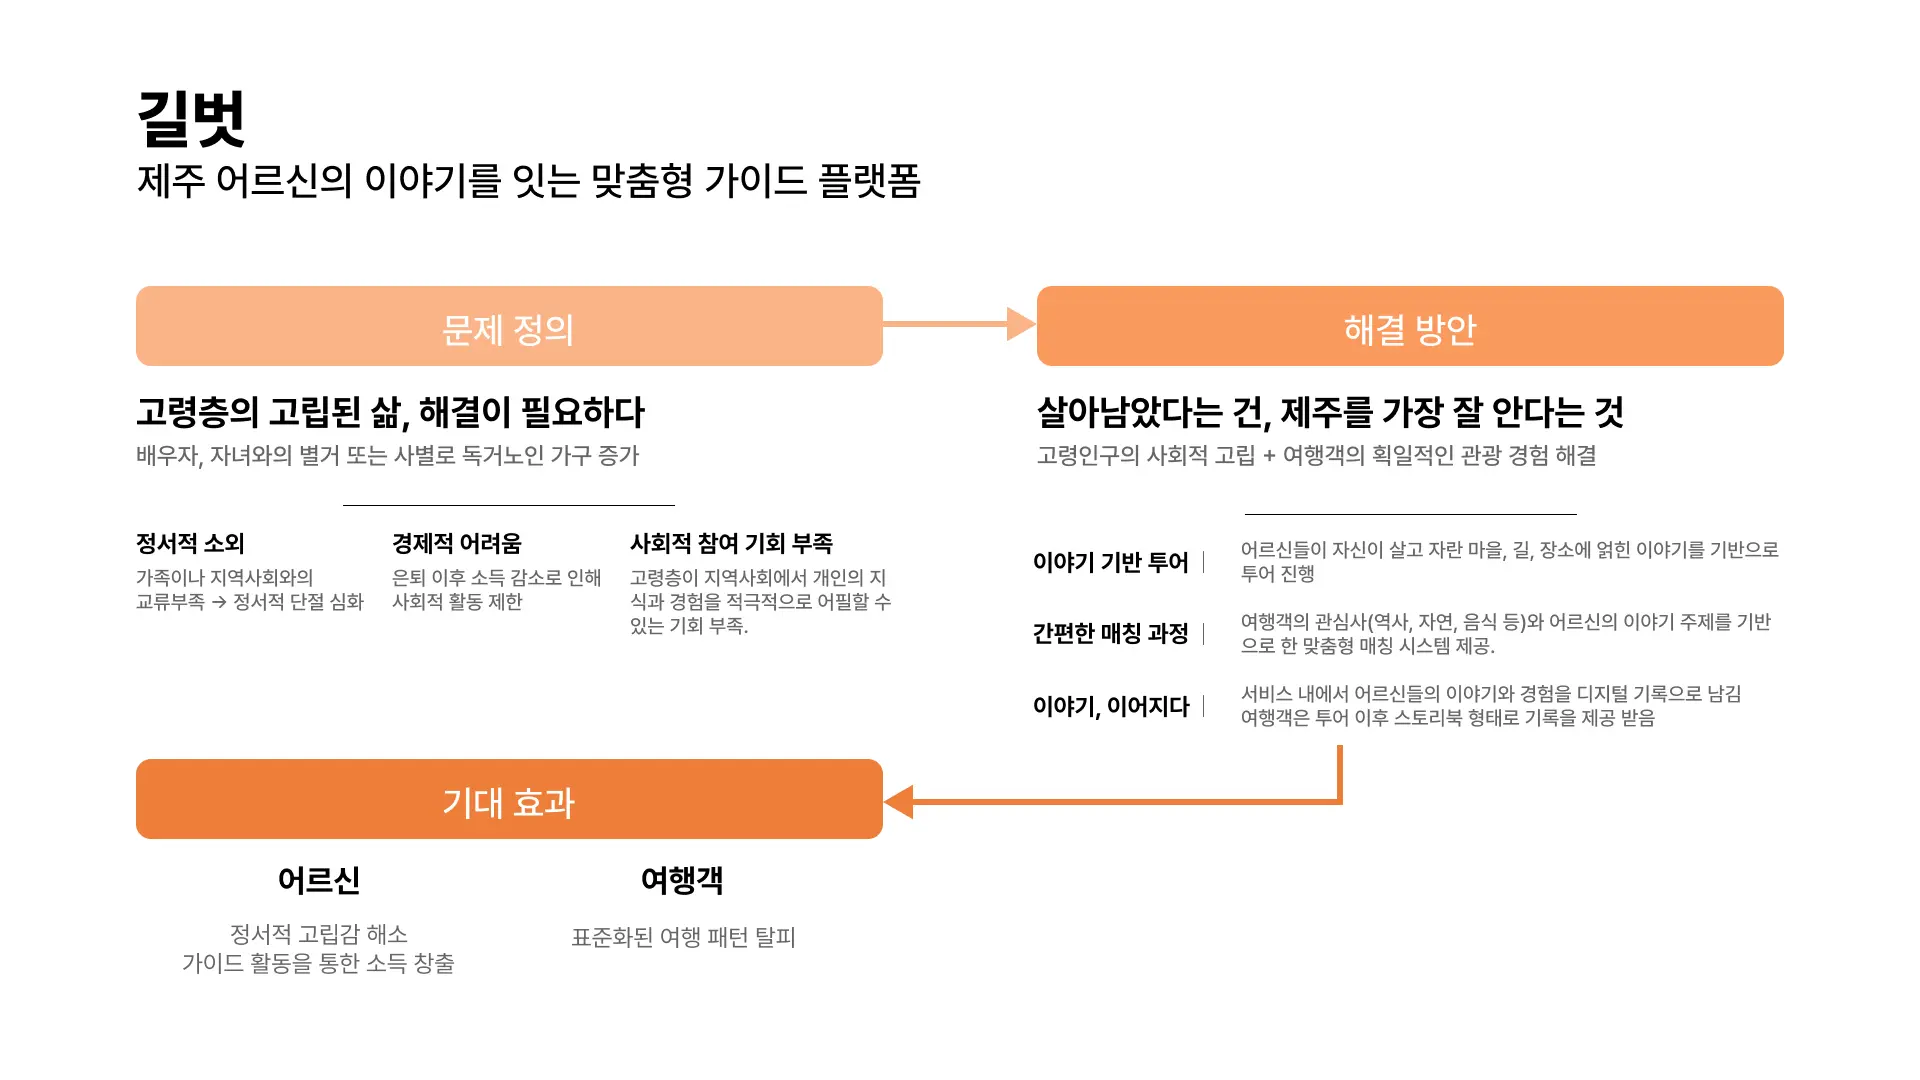 길벗
제주 어르신의 이야기를 잇는 맞춤형 가이드 플랫폼
문제 정의
고령층의 고립된 삶, 해결이 필요하다
배우자, 자녀와의 별거 또는 사별로 독거노인 가구 증가
정서적 소외
가족이나 지역사회와의
교류부족 → 정서적 단절 심화
경제적 어려움
은퇴 이후 소득 감소로 인해
사회적 활동 제한
사회적 참여 기회 부족
고령층이 지역사회에서 개인의 지
식과 경험을 적극적으로 어필할 수
있는 기회 부족.
해결 방안
살아남았다는 건, 제주를 가장 잘 안다는 것
고령인구의 사회적 고립 + 여행객의 획일적인 관광 경험 해결
이야기 기반 투어
어르신들이 자신이 살고 자란 마을, 길, 장소에 얽힌 이야기를 기반으로
투어 진행
간편한 매칭 과정
여행객의 관심사(역사, 자연, 음식 등)와 어르신의 이야기 주제를 기반
으로 한 맞춤형 매칭 시스템 제공.
이야기, 이어지다
서비스 내에서 어르신들의 이야기와 경험을 디지털 기록으로 남김
여행객은 투어 이후 스토리북 형태로 기록을 제공 받음
기대 효과
어르신
정서적 고립감 해소
가이드 활동을 통한 소득 창출
여행객
표준화된 여행 패턴 탈피